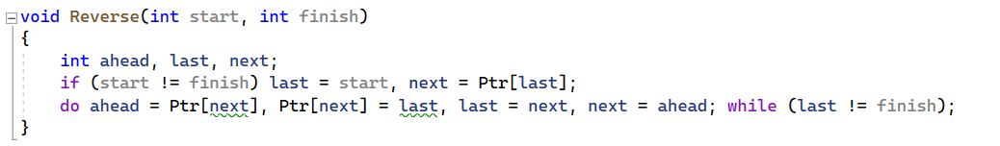 void Reverse(int start, int finish)
{
    int ahead, last, next;
    if (start != finish) last = start, next = Ptr[last];
    do ahead = Ptr[next], Ptr[next] = last, last = next, next = ahead; while (last != finish);
}